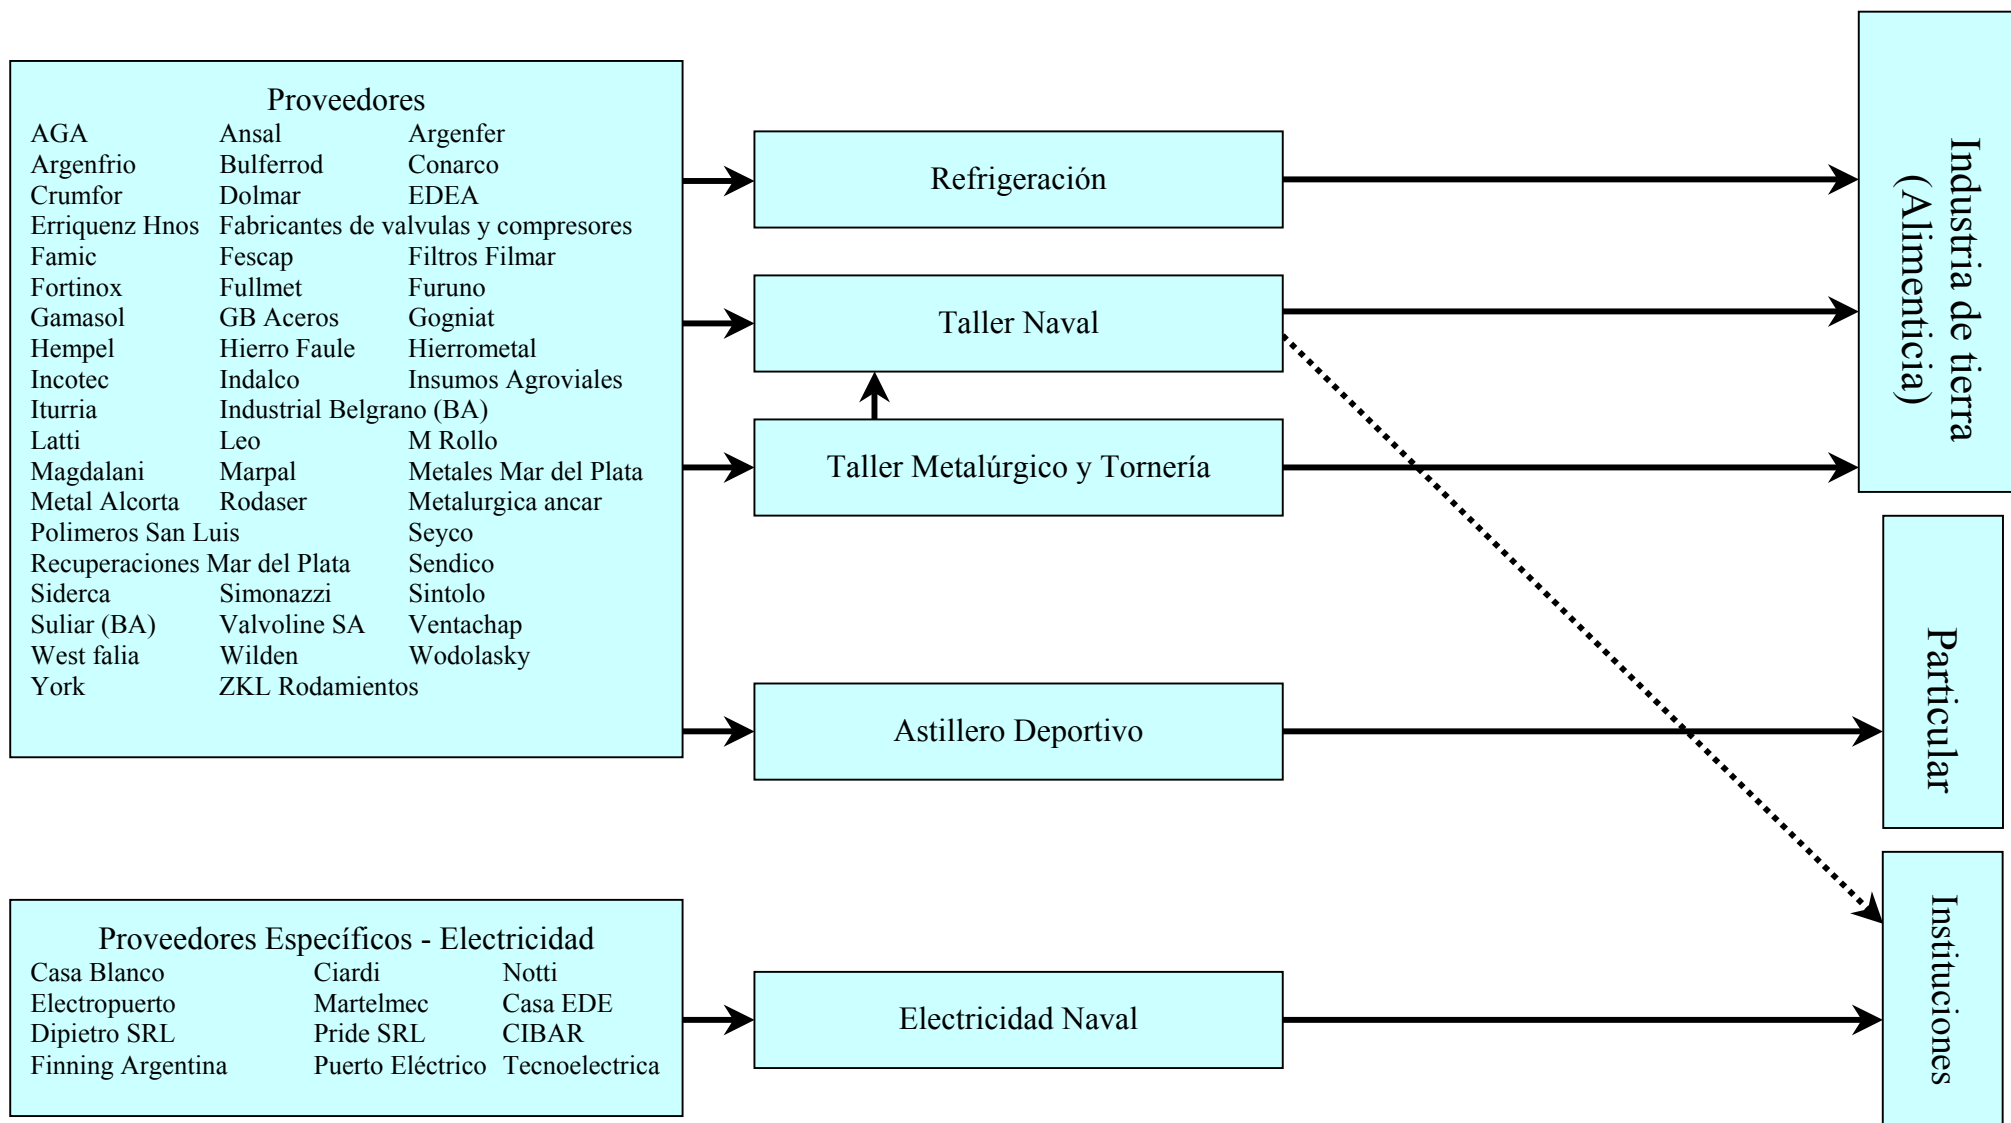 Proveedores
AGA Ansal Argenfer
Argenfrio Bulferrod Conarco
Crumfor Dolmar EDEA
Erriquenz Hnos Fabricantes de valvulas y compresores
Famic Fescap Filtros Filmar
Fortinox Fullmet Furuno
Gamasol GB Aceros Gogniat
Hempel Hierro Faule Hierrometal
Incotec Indalco Insumos Agroviales
Iturria Industrial Belgrano (BA)
Latti Leo M Rollo
Magdalani Marpal Metales Mar del Plata
Metal Alcorta Rodaser Metalurgica ancar
Polimeros San Luis Seyco
Recuperaciones Mar del Plata Sendico
Siderca Simonazzi Sintolo
Suliar (BA) Valvoline SA Ventachap
West falia Wilden Wodolasky
York ZKL Rodamientos
Refrigeración
Taller Naval
Taller Metalúrgico y Tornería
Astillero Deportivo
Industria de tierra
(Alimenticia)
Particular
Proveedores Específicos - Electricidad
Casa Blanco Ciardi Notti
Electropuerto Martelmec Casa EDE
Dipietro SRL Pride SRL CIBAR
Finning Argentina Puerto Eléctrico Tecnoelectrica
Electricidad Naval
Instituciones